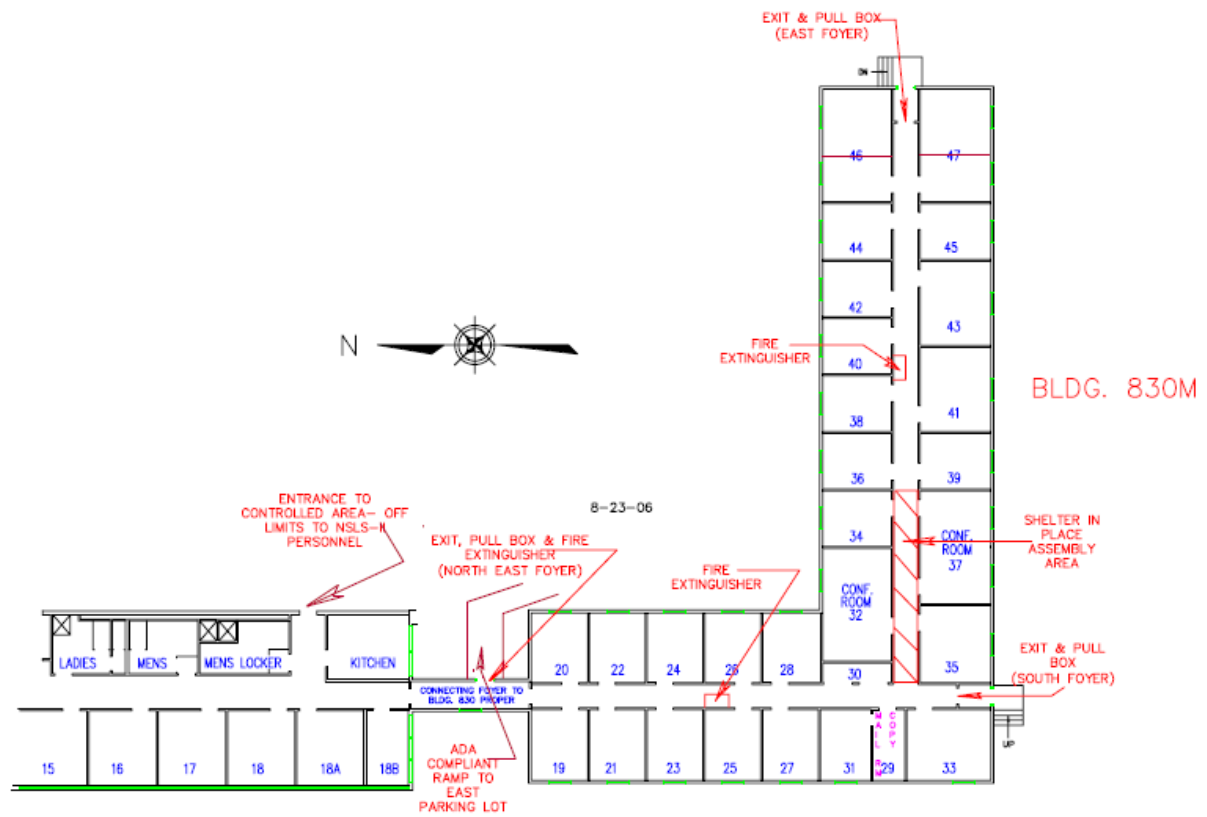 EXIT & PULL BOX
(EAST FOYER)
DN
46
47
44
45
42
43
N
FIRE
EXTINGUISHER
40
BLDG. 830M
41
38
36
39
ENTRANCE TO
CONTROLLED AREA- OFF
LIMITS TO NSLS-II
PERSONNEL
8-23-06
EXIT, PULL BOX & FIRE
EXTINGUISHER
(NORTH EAST FOYER)
34
CONF.
ROOM
37
SHELTER IN
PLACE
ASSEMBLY
AREA
FIRE
EXTINGUISHER
CONF.
ROOM
32
LADIES
MENS
MENS LOCKER
KITCHEN
20
22
24
26
28
30
35
EXIT & PULL
BOX
(SOUTH FOYER)
CONNECTING FOYER TO
BLDG. 830 PROPER
MAIL RM
COPY
UP
15
16
17
18
18A
18B
19
21
23
25
27
31
29
33
ADA
COMPLIANT
RAMP TO
EAST
PARKING LOT